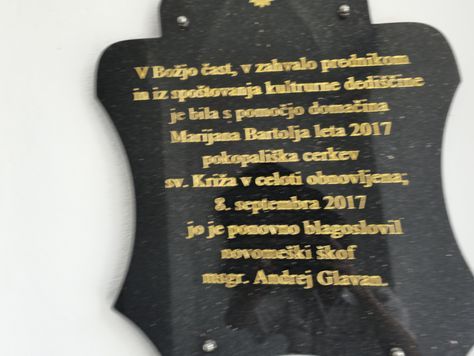 V Božjo čast, v zahvalo prednikom
in iz spoštovanja kulturne dediščine
je bila s pomočjo domačina
Marijana Bartolja leta 2017
pokopališka cerkev
sv. Križa v celoti obnovljena;
8. septembra 2017
jo je ponovno blagoslovil
novomeški škof
msgr. Andrej Glavan.